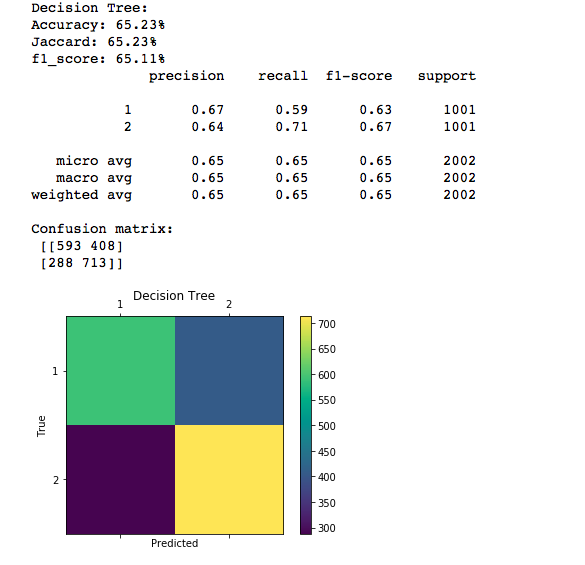 Decision Tree:
Accuracy: 65.23%
Jaccard: 65.23%
f1_score: 65.11%
precision recall f1-score support
1 0.67 0.59 0.63 1001
2 0.64 0.71 0.67 1001
micro avg 0.65 0.65 0.65 2002
macro avg 0.65 0.65 0.65 2002
weighted avg 0.65 0.65 0.65 2002
Confusion matrix:
[[593 408]
[288 713]]
Decision Tree
1 2
700
650
600
550
500
450
400
350
300
1
2
True
Predicted